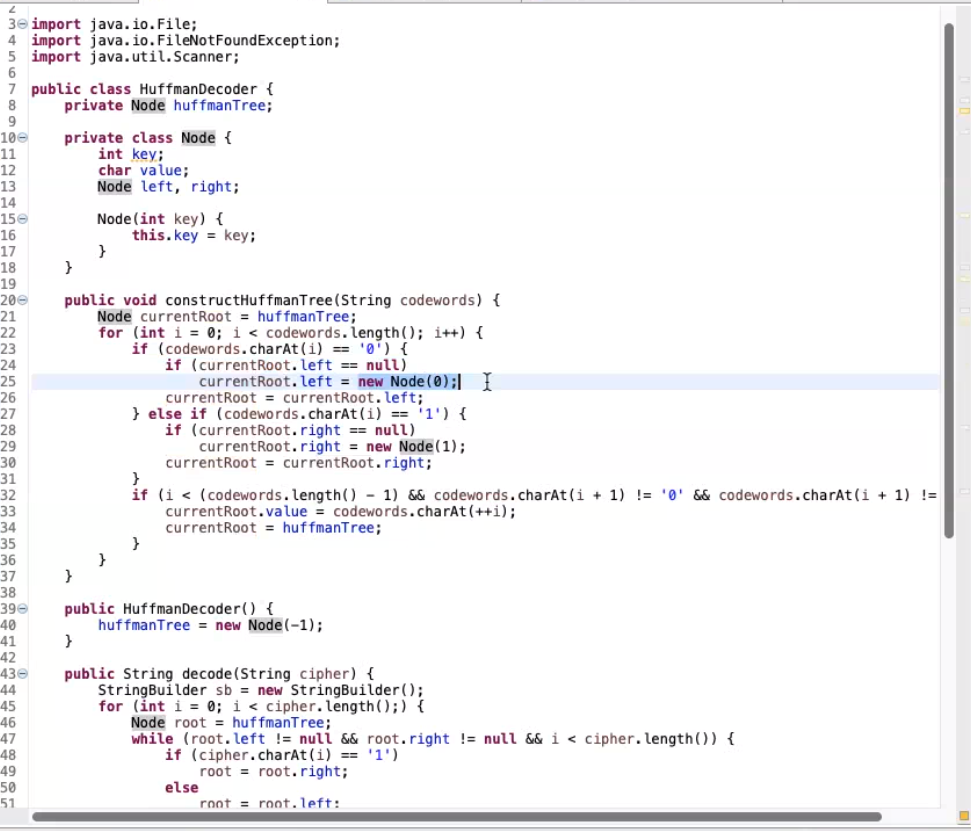 2
3 import java.io.File;
4 import java.io.FileNotFoundException;
5 import java.util.Scanner;
6
7 public class HuffmanDecoder {
8     private Node huffmanTree;
9
10     private class Node {
11         int key;
12         char value;
13         Node left, right;
14
15         Node(int key) {
16             this.key = key;
17         }
18     }
19
20     public void constructHuffmanTree(String codewords) {
21         Node currentRoot = huffmanTree;
22         for (int i = 0; i < codewords.length(); i++) {
23             if (codewords.charAt(i) == '0') {
24                 if (currentRoot.left == null)
25                     currentRoot.left = new Node(0);
26                 currentRoot = currentRoot.left;
27             } else if (codewords.charAt(i) == '1') {
28                 if (currentRoot.right == null)
29                     currentRoot.right = new Node(1);
30                 currentRoot = currentRoot.right;
31             }
32             if (i < (codewords.length() - 1) && codewords.charAt(i + 1) != '0' && codewords.charAt(i + 1) !=
33                 currentRoot.value = codewords.charAt(++i);
34                 currentRoot = huffmanTree;
35             }
36         }
37     }
38
39     public HuffmanDecoder() {
40         huffmanTree = new Node(-1);
41     }
42
43     public String decode(String cipher) {
44         StringBuilder sb = new StringBuilder();
45         for (int i = 0; i < cipher.length();) {
46             Node root = huffmanTree;
47             while (root.left != null && root.right != null && i < cipher.length()) {
48                 if (cipher.charAt(i) == '1')
49                     root = root.right;
50                 else
51                     root = root.left;